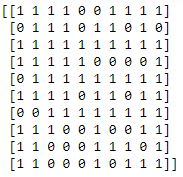 [[1 1 1 1 0 0 1 1 1 1]
[0 1 1 1 0 1 1 0 1 0]
[1 1 1 1 1 1 1 1 1 1]
[1 1 1 1 1 0 0 0 0 1]
[0 1 1 1 1 1 1 1 1 1]
[1 1 1 1 0 1 1 0 1 1]
[0 0 1 1 1 1 1 1 1 1]
[1 1 1 0 0 1 0 0 1 1]
[1 1 0 0 0 1 1 1 0 1]
[1 1 0 0 0 1 0 1 1 1]]